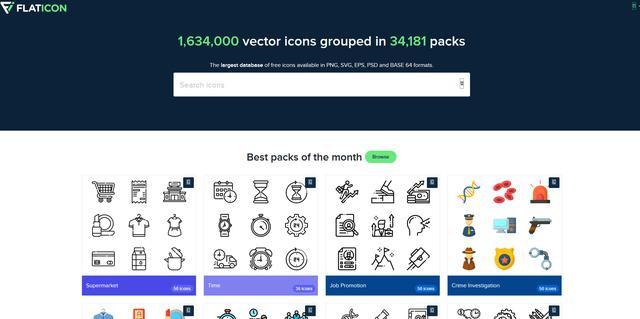 FLATICON
1,634,000 vector icons grouped in 34,181 packs
The largest database of free icons available in PNG, SVG, EPS, PSD and BASE 64 formats.
Search icons
Best packs of the month Browse
Supermarket 50 icons
Time 35 icons
Job Promotion 50 icons
Crime Investigation 50 icons